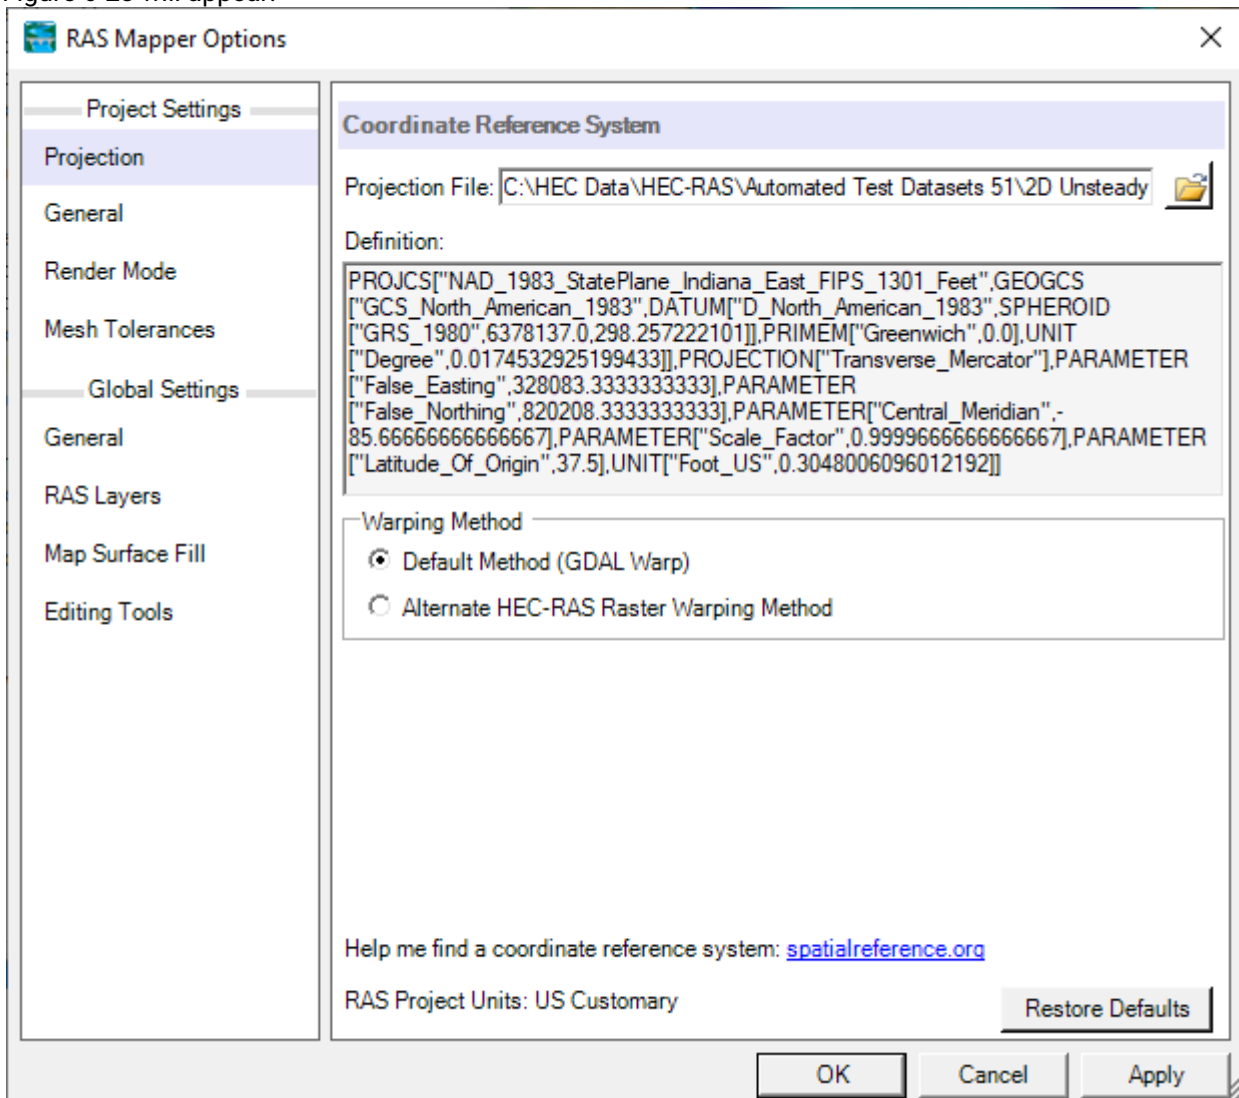 Figure 3-28 will appear.
RAS Mapper Options
Project Settings
Projection
General
Render Mode
Mesh Tolerances
Global Settings
General
RAS Layers
Map Surface Fill
Editing Tools
Coordinate Reference System
Projection File: C:\HEC Data\HEC-RAS\Automated Test Datasets 51\2D Unsteady
Definition:
PROJCS["NAD_1983_StatePlane_Indiana_East_FIPS_1301_Feet",GEOGCS
["GCS_North_American_1983",DATUM["D_North_American_1983",SPHEROID
["GRS_1980",6378137.0,298.257222101]],PRIMEM["Greenwich",0.0],UNIT
["Degree",0.0174532925199433]],PROJECTION["Transverse_Mercator"],PARAMETER
["False_Easting",328083.3333333333],PARAMETER
["False_Northing",820208.3333333333],PARAMETER["Central_Meridian",-
85.66666666666667],PARAMETER["Scale_Factor",0.9999666666666667],PARAMETER
["Latitude_Of_Origin",37.5],UNIT["Foot_US",0.3048006096012192]]
Warping Method
Default Method (GDAL Warp)
Alternate HEC-RAS Raster Warping Method
Help me find a coordinate reference system: spatialreference.org
RAS Project Units: US Customary
Restore Defaults
OK
Cancel
Apply